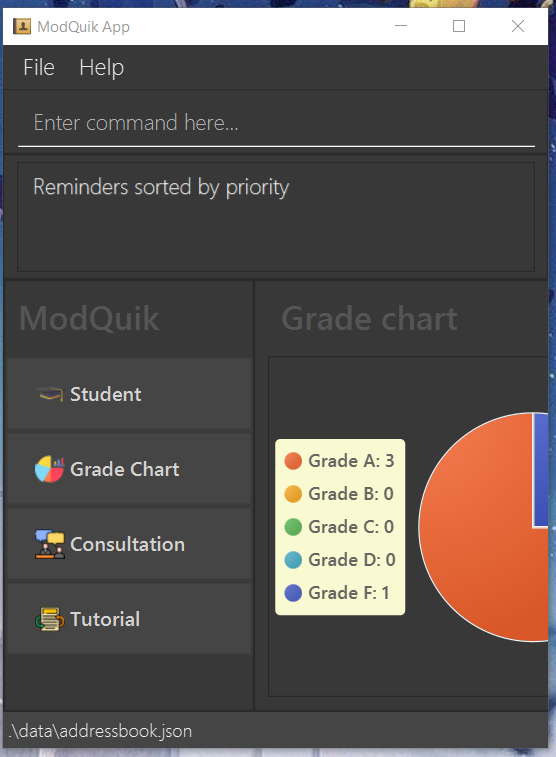 ModQuik App
File Help
Enter command here...
Reminders sorted by priority
ModQuik
Grade chart
Student
Grade Chart
Consultation
Tutorial
Grade A: 3
Grade B: 0
Grade C: 0
Grade D: 0
Grade F: 1
.\data\addressbook.json